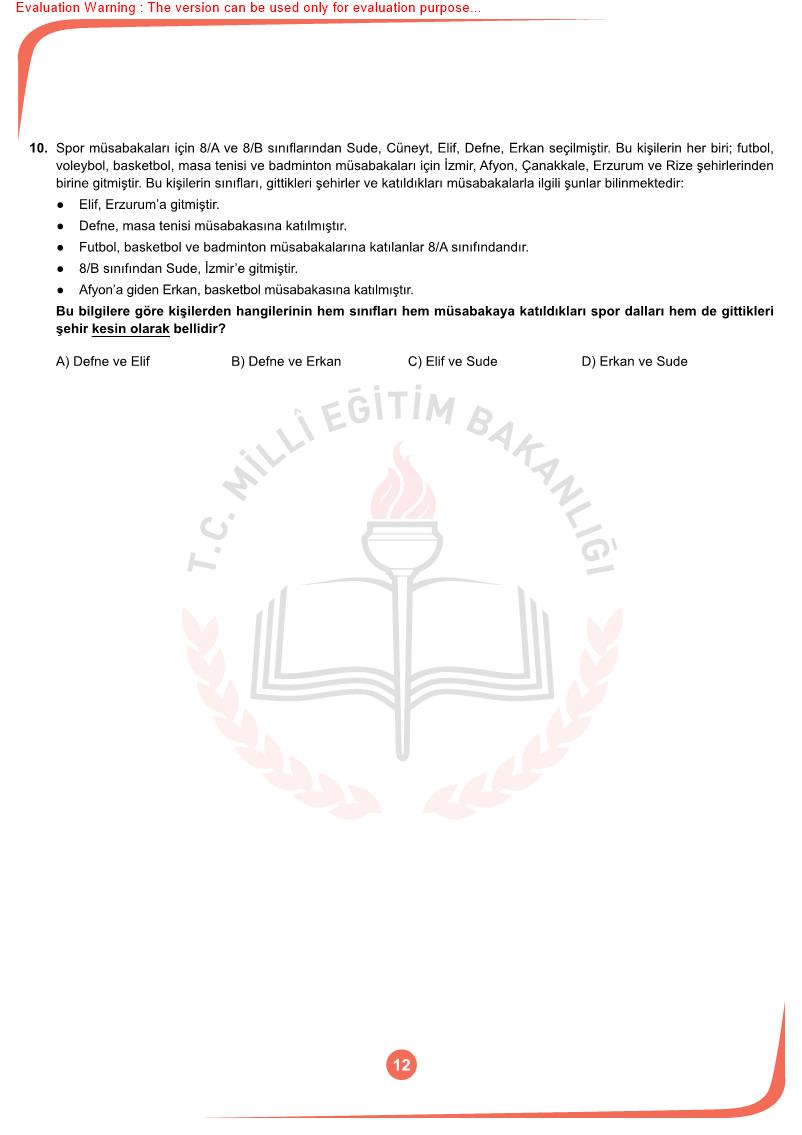 Evaluation Warning : The version can be used only for evaluation purpose...
10. Spor müsabakaları için 8/A ve 8/B sınıflarından Sude, Cüneyt, Elif, Defne, Erkan seçilmiştir. Bu kişilerin her biri; futbol,
voleybol, basketbol, masa tenisi ve badminton müsabakaları için İzmir, Afyon, Çanakkale, Erzurum ve Rize şehirlerinden
birine gitmiştir. Bu kişilerin sınıfları, gittikleri şehirler ve katıldıkları müsabakalarla ilgili şunlar bilinmektedir:
● Elif, Erzurum’a gitmiştir.
● Defne, masa tenisi müsabakasına katılmıştır.
● Futbol, basketbol ve badminton müsabakalarına katılanlar 8/A sınıfındandır.
● 8/B sınıfından Sude, İzmir’e gitmiştir.
● Afyon’a giden Erkan, basketbol müsabakasına katılmıştır.
Bu bilgilere göre kişilerden hangilerinin hem sınıfları hem müsabakaya katıldıkları spor dalları hem de gittikleri
şehir kesin olarak bellidir?
A) Defne ve Elif B) Defne ve Erkan C) Elif ve Sude D) Erkan ve Sude
T.C. MİLLÎ EĞİTİM BAKANLIĞI
12